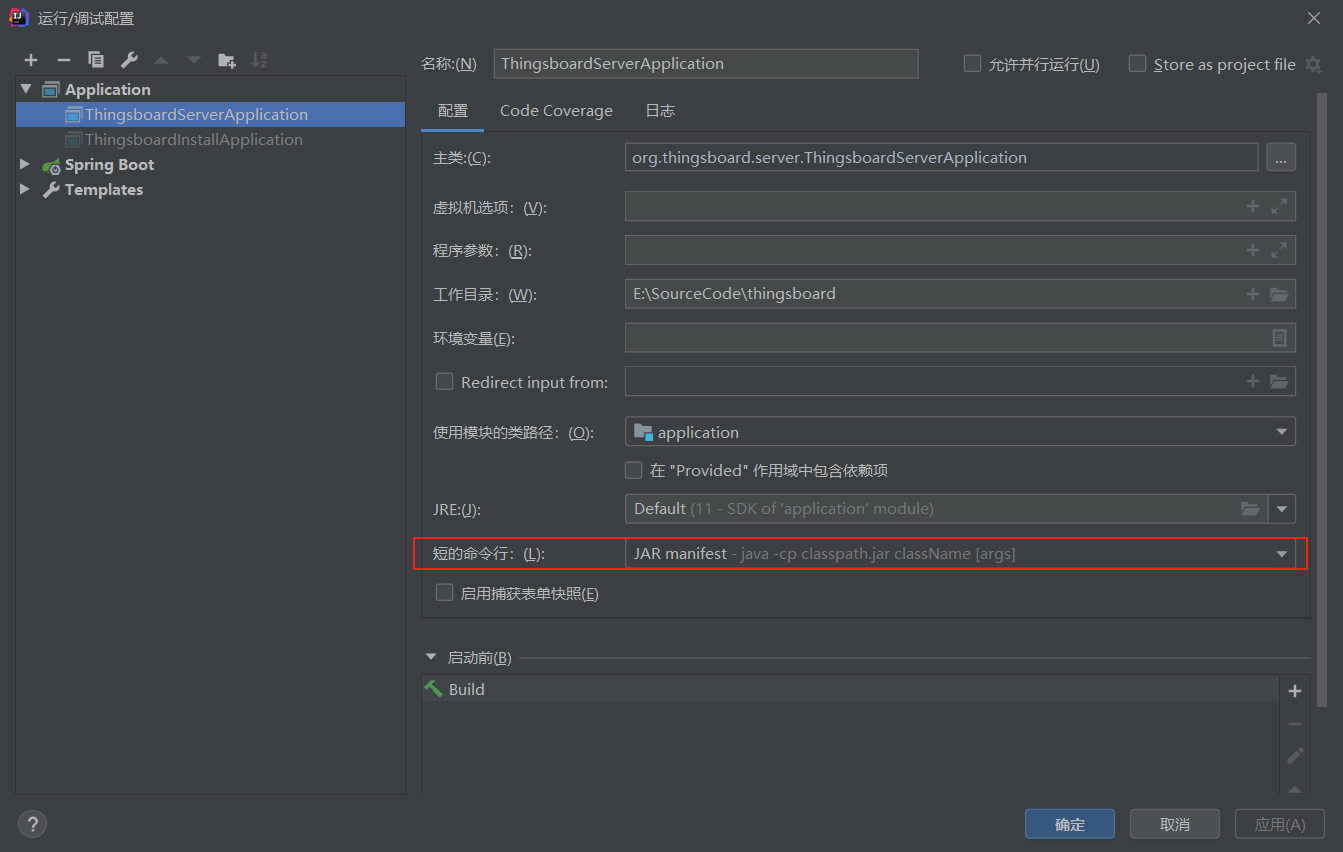 运行/调试配置
Application
ThingsboardServerApplication
ThingsboardInstallApplication
Spring Boot
Templates
名称:(N) ThingsboardServerApplication 允许并行运行(U) Store as project file
配置 Code Coverage 日志
主类:(C): org.thingsboard.server.ThingsboardServerApplication ...
虚拟机选项：(V):
程序参数：(R):
工作目录：(W): E:\SourceCode\thingsboard
环境变量(E):
Redirect input from:
使用模块的类路径：(O): application
在 "Provided" 作用域中包含依赖项
JRE:(J): Default (11 - SDK of 'application' module)
短的命令行：(L): JAR manifest - java -cp classpath.jar className [args]
启用捕获表单快照(E)
启动前(B)
Build
? 确定 取消 应用(A)